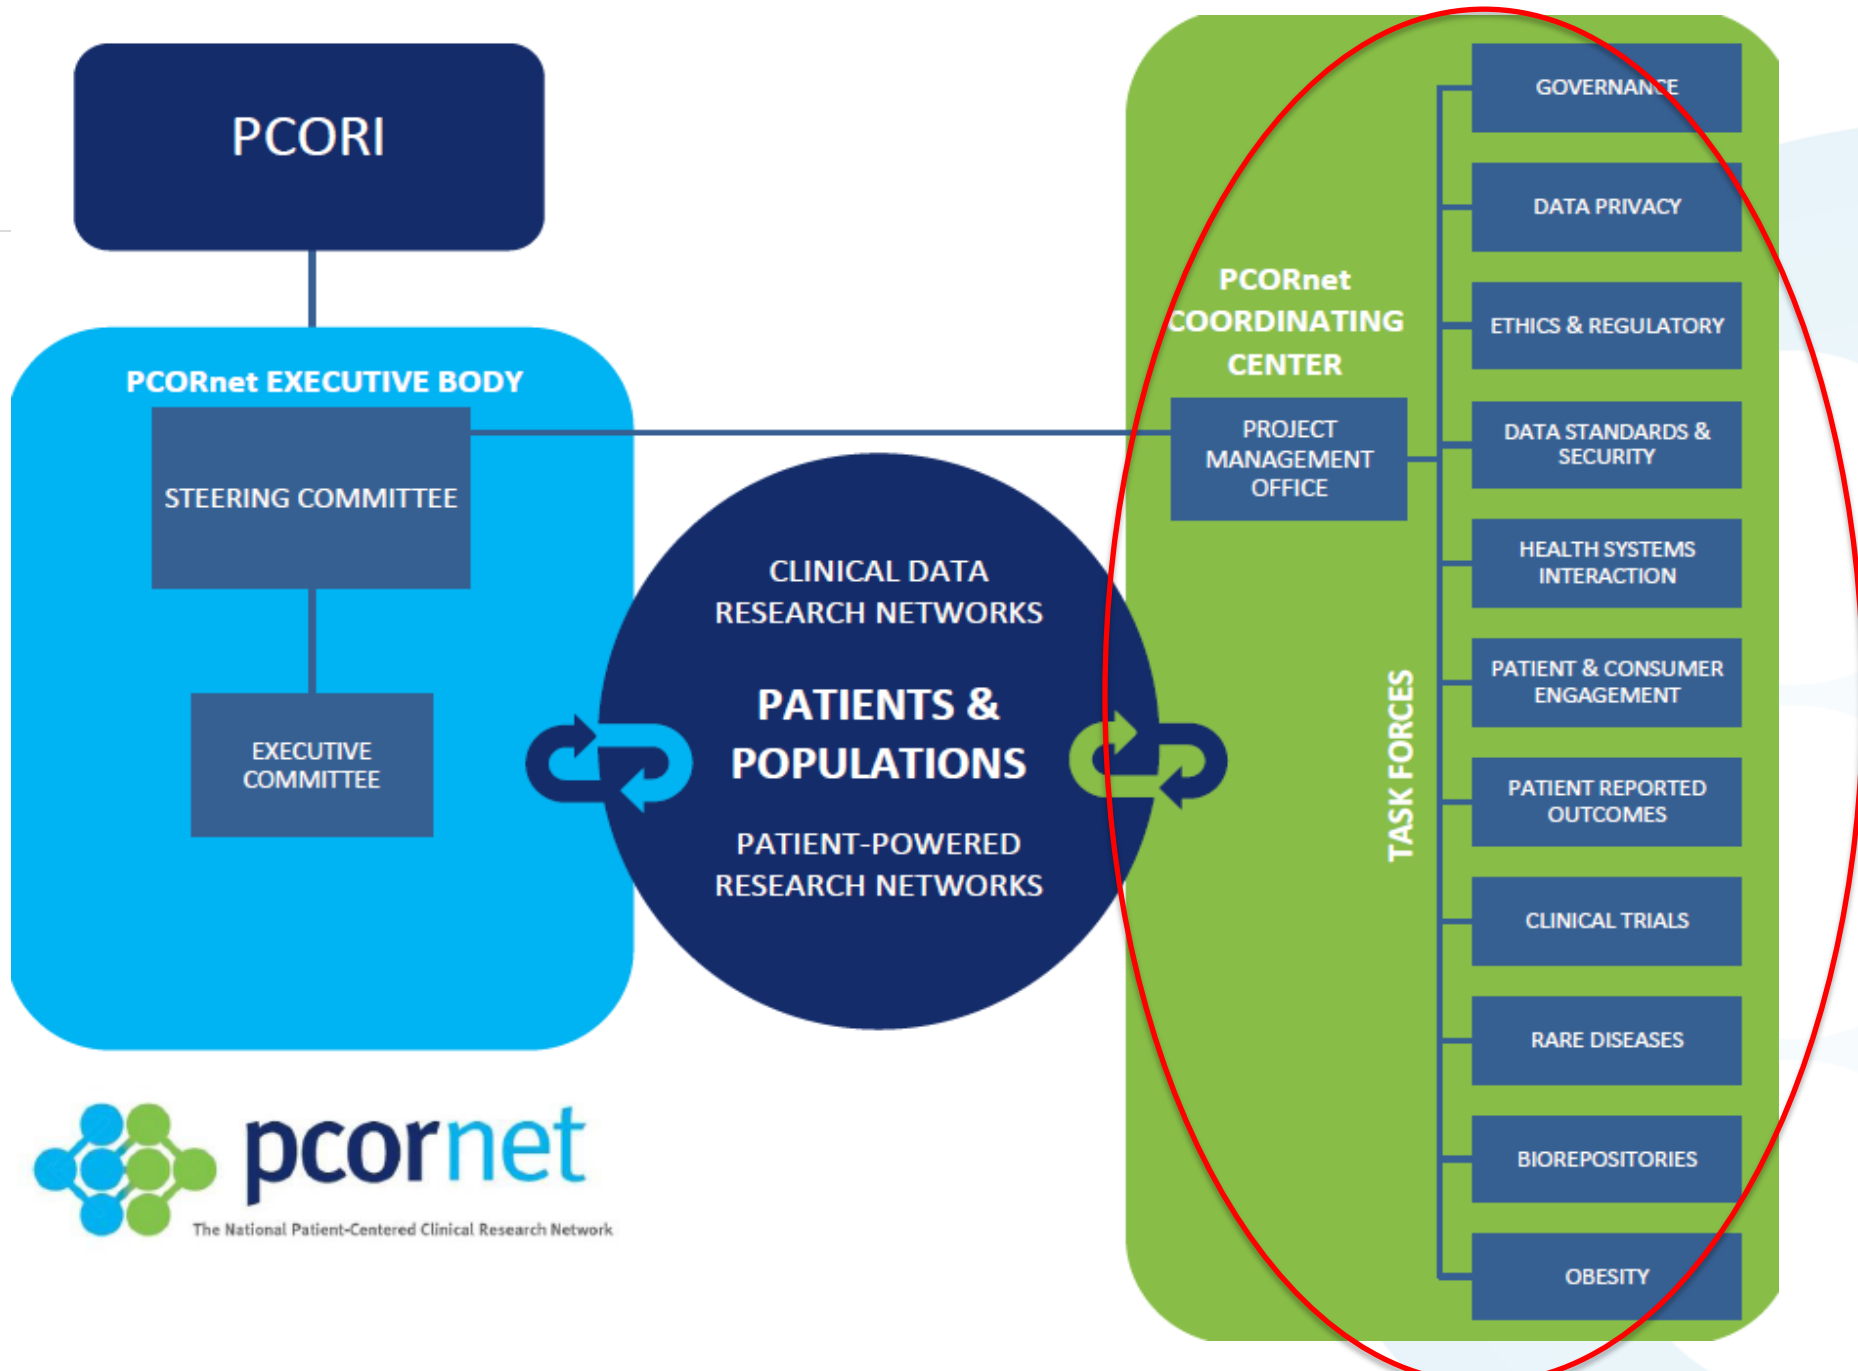 PCORI
PCORnet EXECUTIVE BODY
STEERING COMMITTEE
EXECUTIVE
COMMITTEE
CLINICAL DATA
RESEARCH NETWORKS
PATIENTS &
POPULATIONS
PATIENT-POWERED
RESEARCH NETWORKS
PCORnet
COORDINATING
CENTER
PROJECT
MANAGEMENT
OFFICE
TASK FORCES
GOVERNANCE
DATA PRIVACY
ETHICS & REGULATORY
DATA STANDARDS &
SECURITY
HEALTH SYSTEMS
INTERACTION
PATIENT & CONSUMER
ENGAGEMENT
PATIENT REPORTED
OUTCOMES
CLINICAL TRIALS
RARE DISEASES
BIOREPOSITORIES
OBESITY
pcornet
The National Patient-Centered Clinical Research Network